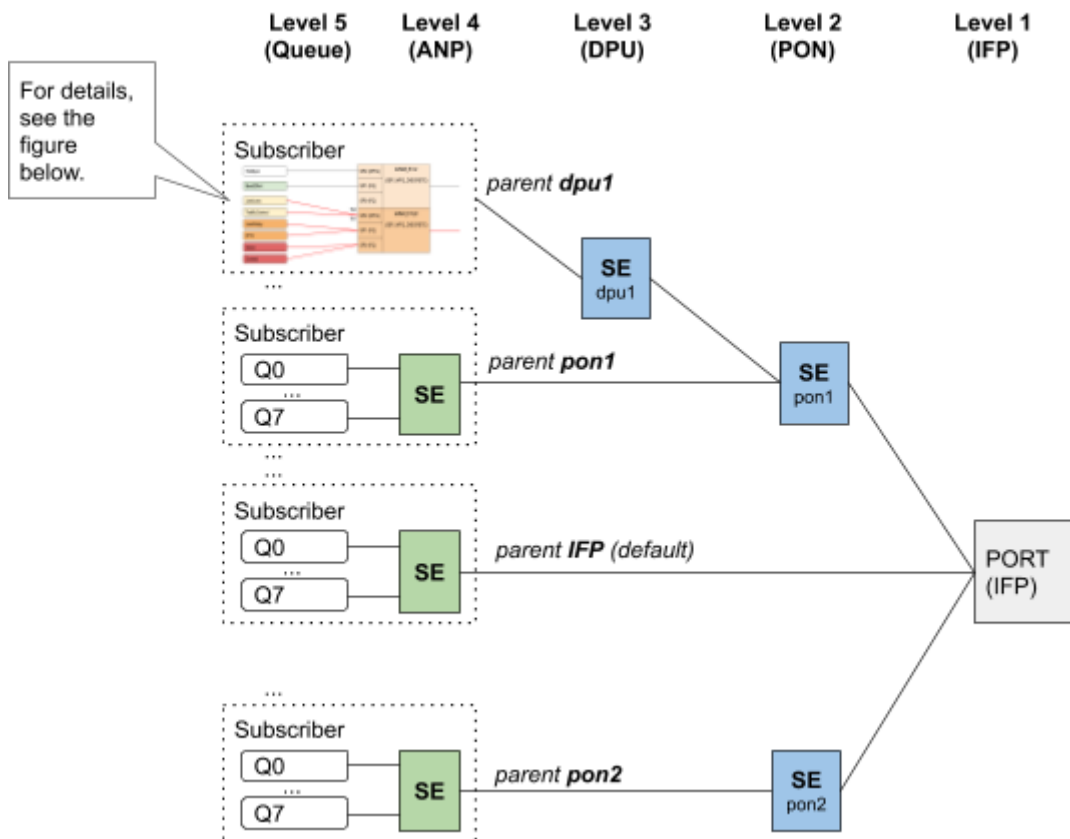 Level 5
(Queue)
Level 4
(ANP)
Level 3
(DPU)
Level 2
(PON)
Level 1
(IFP)
For details,
see the
figure
below.
Subscriber
parent dpu1
SE
dpu1
...
Subscriber
Q0
...
Q7
SE
parent pon1
SE
pon1
...
...
Subscriber
Q0
...
Q7
SE
parent IFP (default)
PORT
(IFP)
...
Subscriber
Q0
...
Q7
SE
parent pon2
SE
pon2